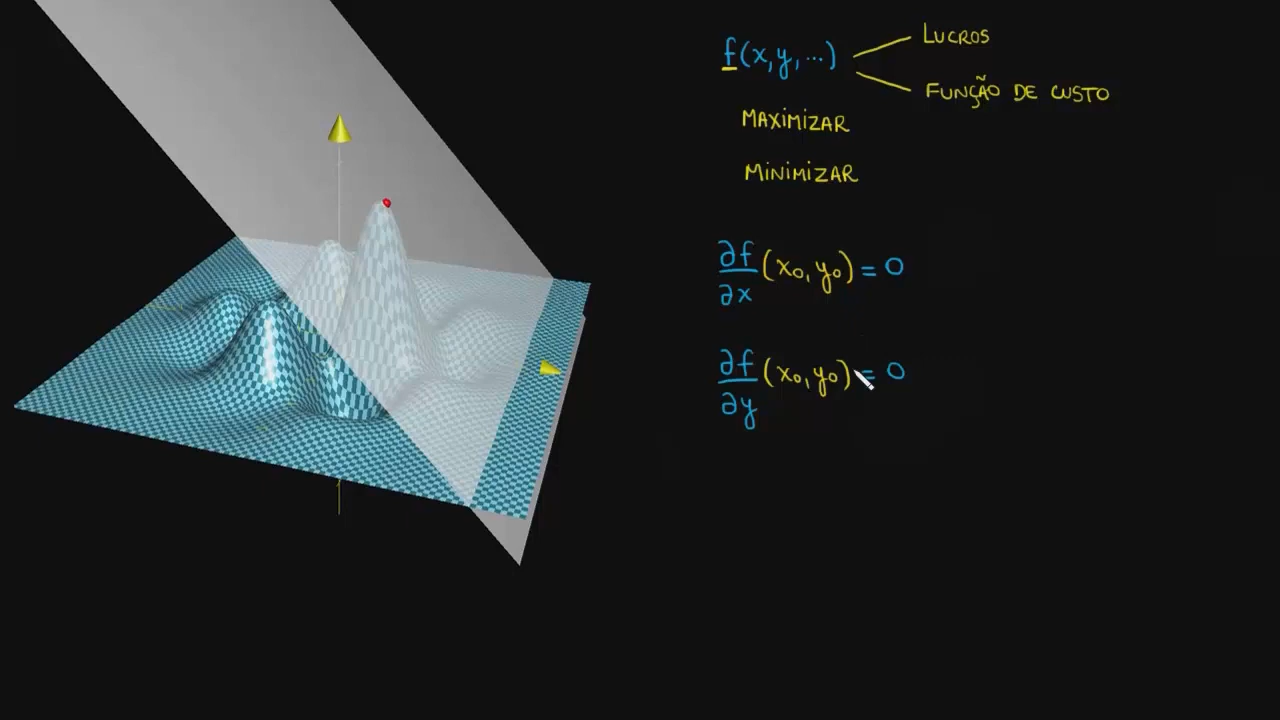 f(x,y,...)
LUCROS
FUNÇÃO DE CUSTO
MAXIMIZAR
MINIMIZAR
∂f/∂x (x₀, y₀) = 0
∂f/∂y (x₀, y₀) = 0